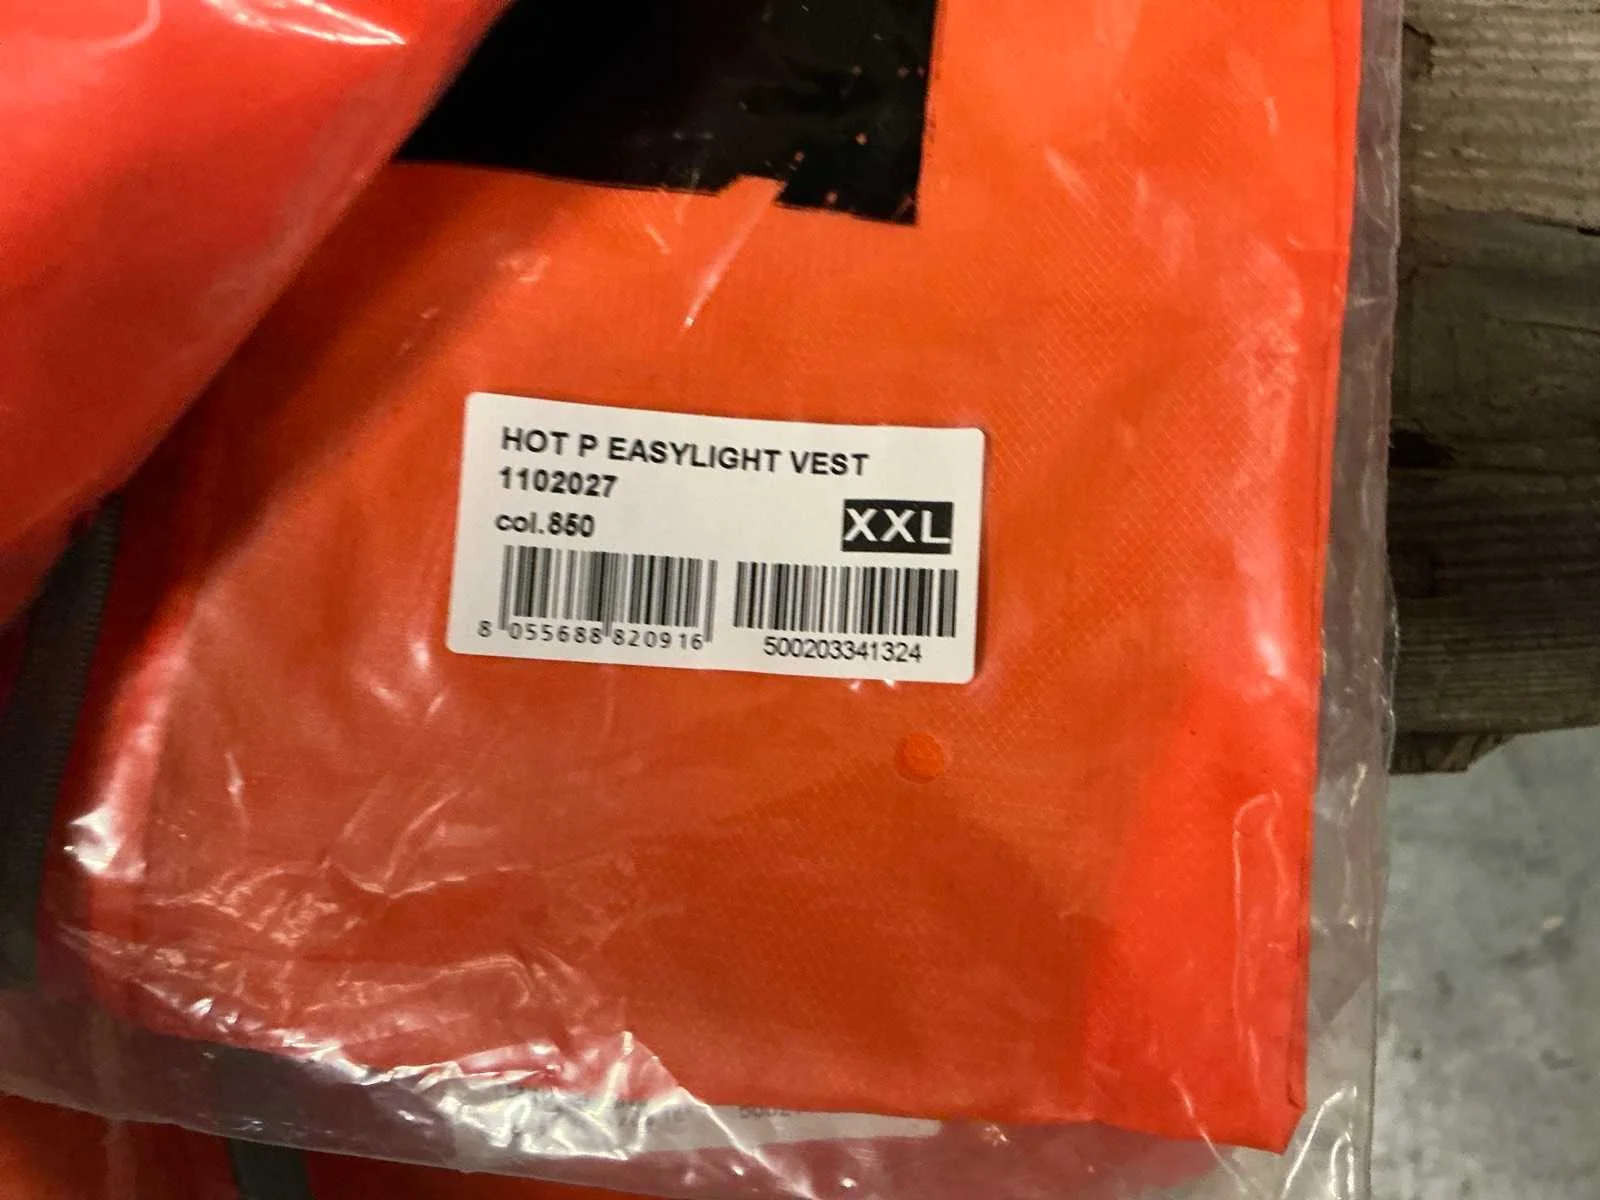 HOT P EASYLIGHT VEST
1102027
col.850
XXL
8 055688 820916
500203341324